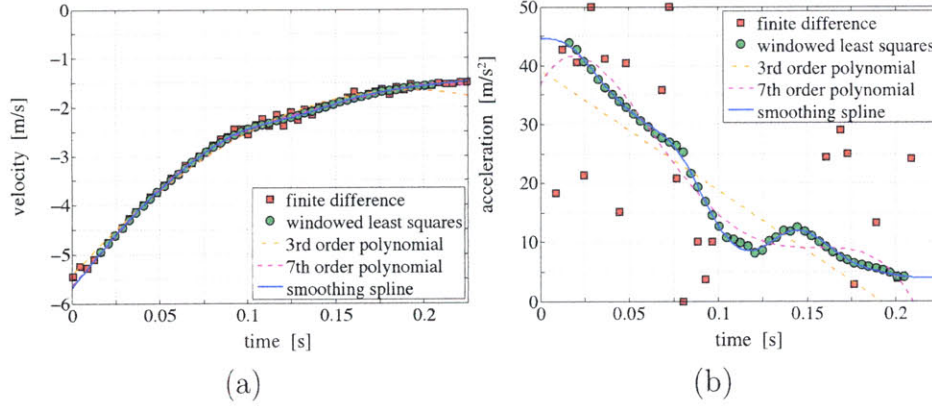 0
−1
−2
−3
−4
−5
−6
velocity [m/s]
finite difference
windowed least squares
3rd order polynomial
7th order polynomial
smoothing spline
0 0.05 0.1 0.15 0.2
time [s]
(a)
50
40
30
20
10
0
acceleration [m/s²]
finite difference
windowed least squares
3rd order polynomial
7th order polynomial
smoothing spline
0 0.05 0.1 0.15 0.2
time [s]
(b)